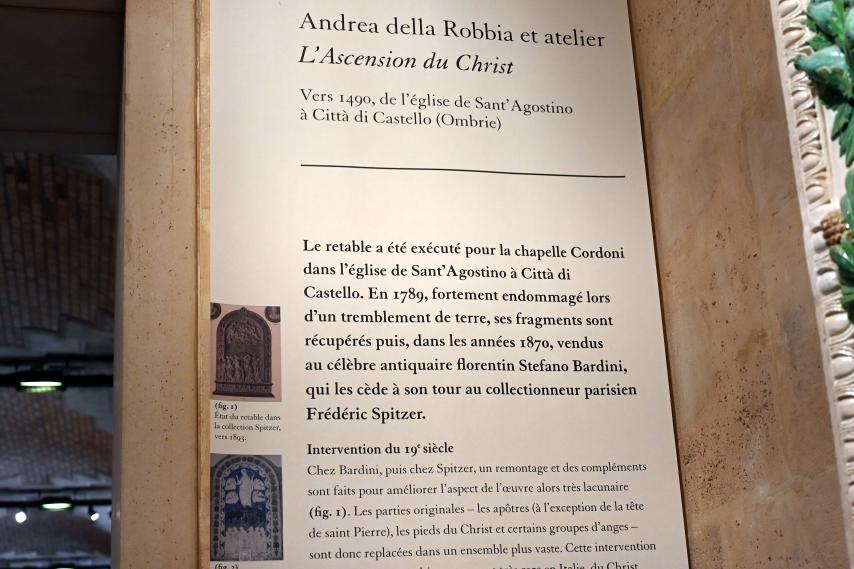 Andrea della Robbia et atelier
L'Ascension du Christ
Vers 1490, de l'église de Sant'Agostino
à Città di Castello (Ombrie)
Le retable a été exécuté pour la chapelle Cordoni
dans l'église de Sant'Agostino à Città di
Castello. En 1789, fortement endommagé lors
d'un tremblement de terre, ses fragments sont
récupérés puis, dans les années 1870, vendus
au célèbre antiquaire florentin Stefano Bardini,
qui les cède à son tour au collectionneur parisien
Frédéric Spitzer.
(fig. 1)
État du retable dans
la collection Spitzer,
vers 1893.
(fig. 2)
Intervention du 19e siècle
Chez Bardini, puis chez Spitzer, un remontage et des compléments
sont faits pour améliorer l'aspect de l'œuvre alors très lacunaire
(fig. 1). Les parties originales – les apôtres (à l'exception de la tête
de saint Pierre), les pieds du Christ et certains groupes d'anges –
sont donc replacées dans un ensemble plus vaste. Cette intervention
en Italie, du Christ